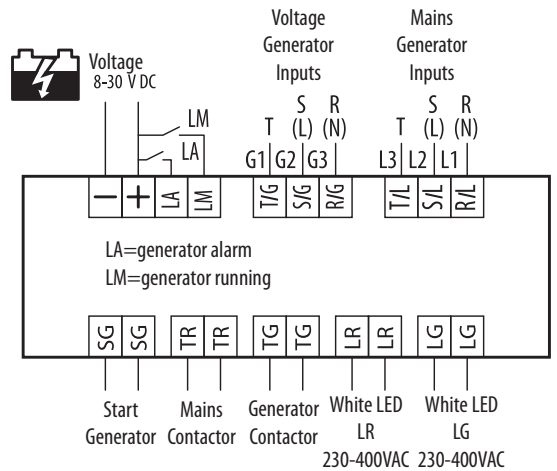 Voltage
8-30 V DC
Voltage
Generator
Inputs
Mains
Generator
Inputs
LM
LA
T S (L) R (N)
T S (L) R (N)
G1 G2 G3
L3 L2 L1
− + LA LM
T/G S/G R/G
T/L S/L R/L
LA=generator alarm
LM=generator running
SG SG TR TR TG TG LR LR LG LG
Start
Generator
Mains
Contactor
Generator
Contactor
White LED
LR
230-400VAC
White LED
LG
230-400VAC